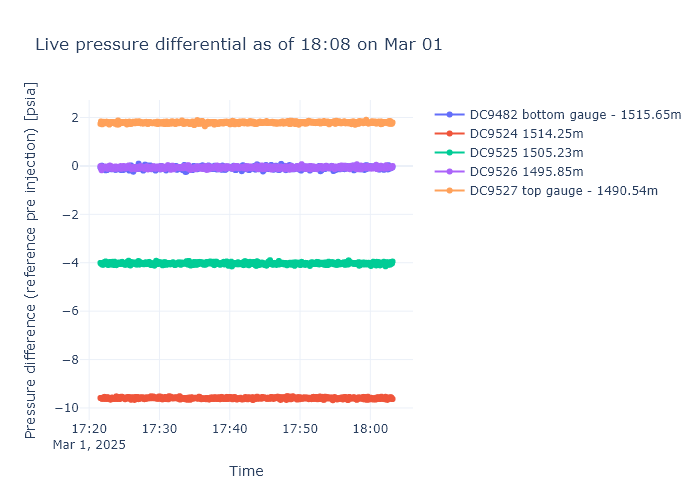 Live pressure differential as of 18:08 on Mar 01
Pressure difference (reference pre injection) [psia]
2
0
−2
−4
−6
−8
−10
17:20
Mar 1, 2025
17:30
17:40
17:50
18:00
Time
DC9482 bottom gauge - 1515.65m
DC9524 1514.25m
DC9525 1505.23m
DC9526 1495.85m
DC9527 top gauge - 1490.54m